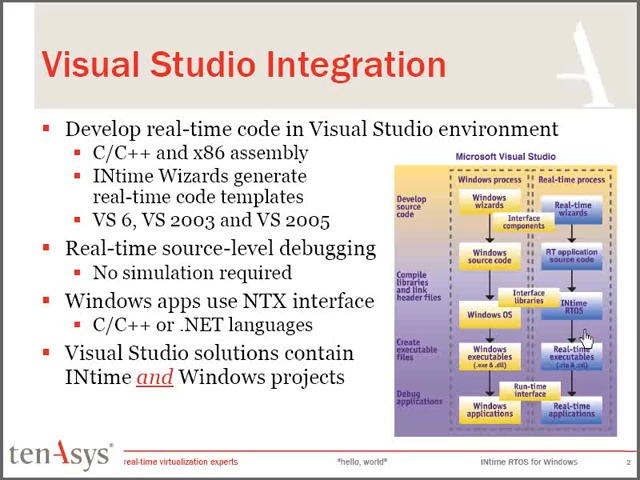 Visual Studio Integration
Develop real-time code in Visual Studio environment
C/C++ and x86 assembly
INtime Wizards generate
real-time code templates
VS 6, VS 2003 and VS 2005
Real-time source-level debugging
No simulation required
Windows apps use NTX interface
C/C++ or .NET languages
Visual Studio solutions contain
INtime and Windows projects
Microsoft Visual Studio
Windows process
Real-time process
Develop
source
code
Windows
wizards
Real-time
wizards
Interface
components
Windows
source code
RT application
source code
Compile
libraries
and link
header files
Interface
libraries
Windows OS
INtime
RTOS
Create
executable
files
Windows
executables
(.exe & .dll)
Real-time
executables
Run-time
interface
Debug
applications
Windows
applications
Real-time
applications
tenAsys®
real-time virtualization experts
"hello, world"
INtime RTOS for Windows
2